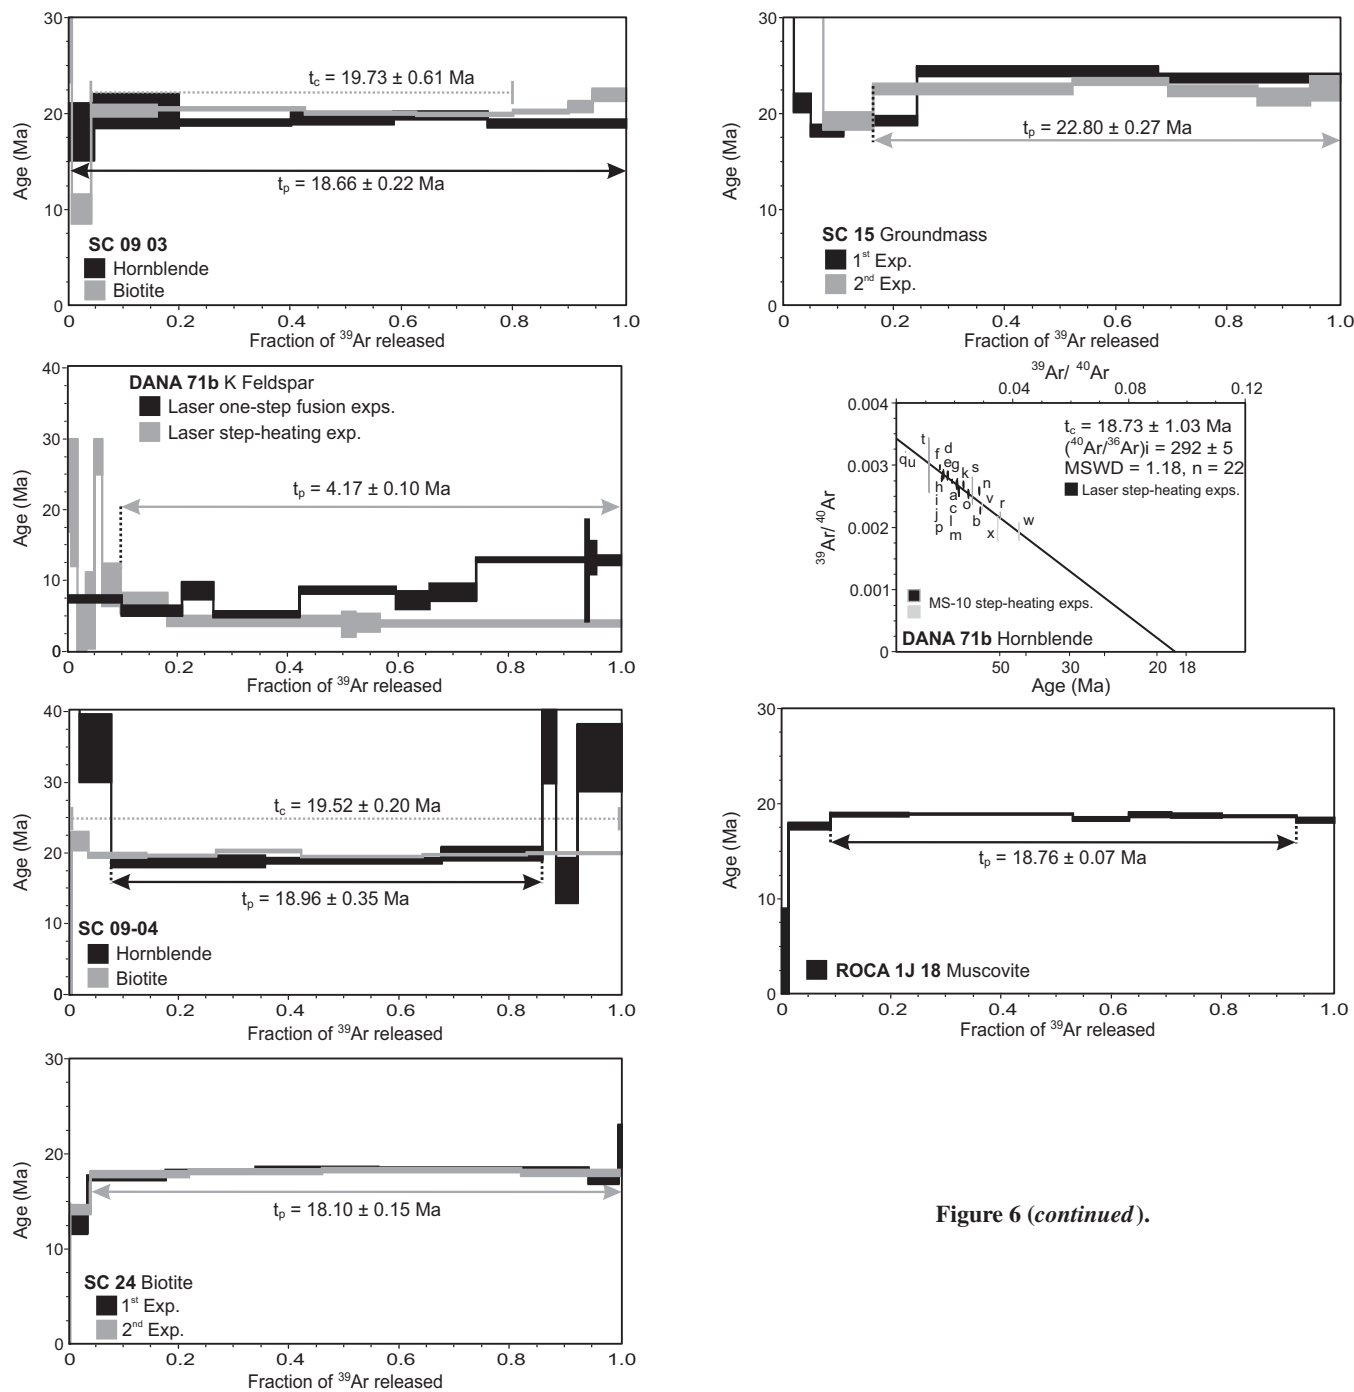 30
20
10
0
Age (Ma)
tc = 19.73 ± 0.61 Ma
tp = 18.66 ± 0.22 Ma
SC 09 03
Hornblende
Biotite
0 0.2 0.4 0.6 0.8 1.0
Fraction of 39Ar released
30
20
10
0
Age (Ma)
tp = 22.80 ± 0.27 Ma
SC 15 Groundmass
1st Exp.
2nd Exp.
0 0.2 0.4 0.6 0.8 1.0
Fraction of 39Ar released
40
30
20
10
0
Age (Ma)
DANA 71b K Feldspar
Laser one-step fusion exps.
Laser step-heating exp.
tp = 4.17 ± 0.10 Ma
0 0.2 0.4 0.6 0.8 1.0
Fraction of 39Ar released
39Ar/ 40Ar
0.04 0.08 0.12
0.004
0.003
0.002
0.001
0
39Ar/ 40Ar
tc = 18.73 ± 1.03 Ma
(40Ar/36Ar)i = 292 ± 5
MSWD = 1.18, n = 22
Laser step-heating exps.
t
q u
f d
e g
k s
h a n
i c o v r
j l b w
p m x
MS-10 step-heating exps.
DANA 71b Hornblende
50 30 20 18
Age (Ma)
40
30
20
10
0
Age (Ma)
tc = 19.52 ± 0.20 Ma
tp = 18.96 ± 0.35 Ma
SC 09-04
Hornblende
Biotite
0 0.2 0.4 0.6 0.8 1.0
Fraction of 39Ar released
30
20
10
0
Age (Ma)
tp = 18.76 ± 0.07 Ma
ROCA 1J 18 Muscovite
0 0.2 0.4 0.6 0.8 1.0
Fraction of 39Ar released
30
20
10
0
Age (Ma)
tp = 18.10 ± 0.15 Ma
SC 24 Biotite
1st Exp.
2nd Exp.
0 0.2 0.4 0.6 0.8 1.0
Fraction of 39Ar released
Figure 6 (continued).